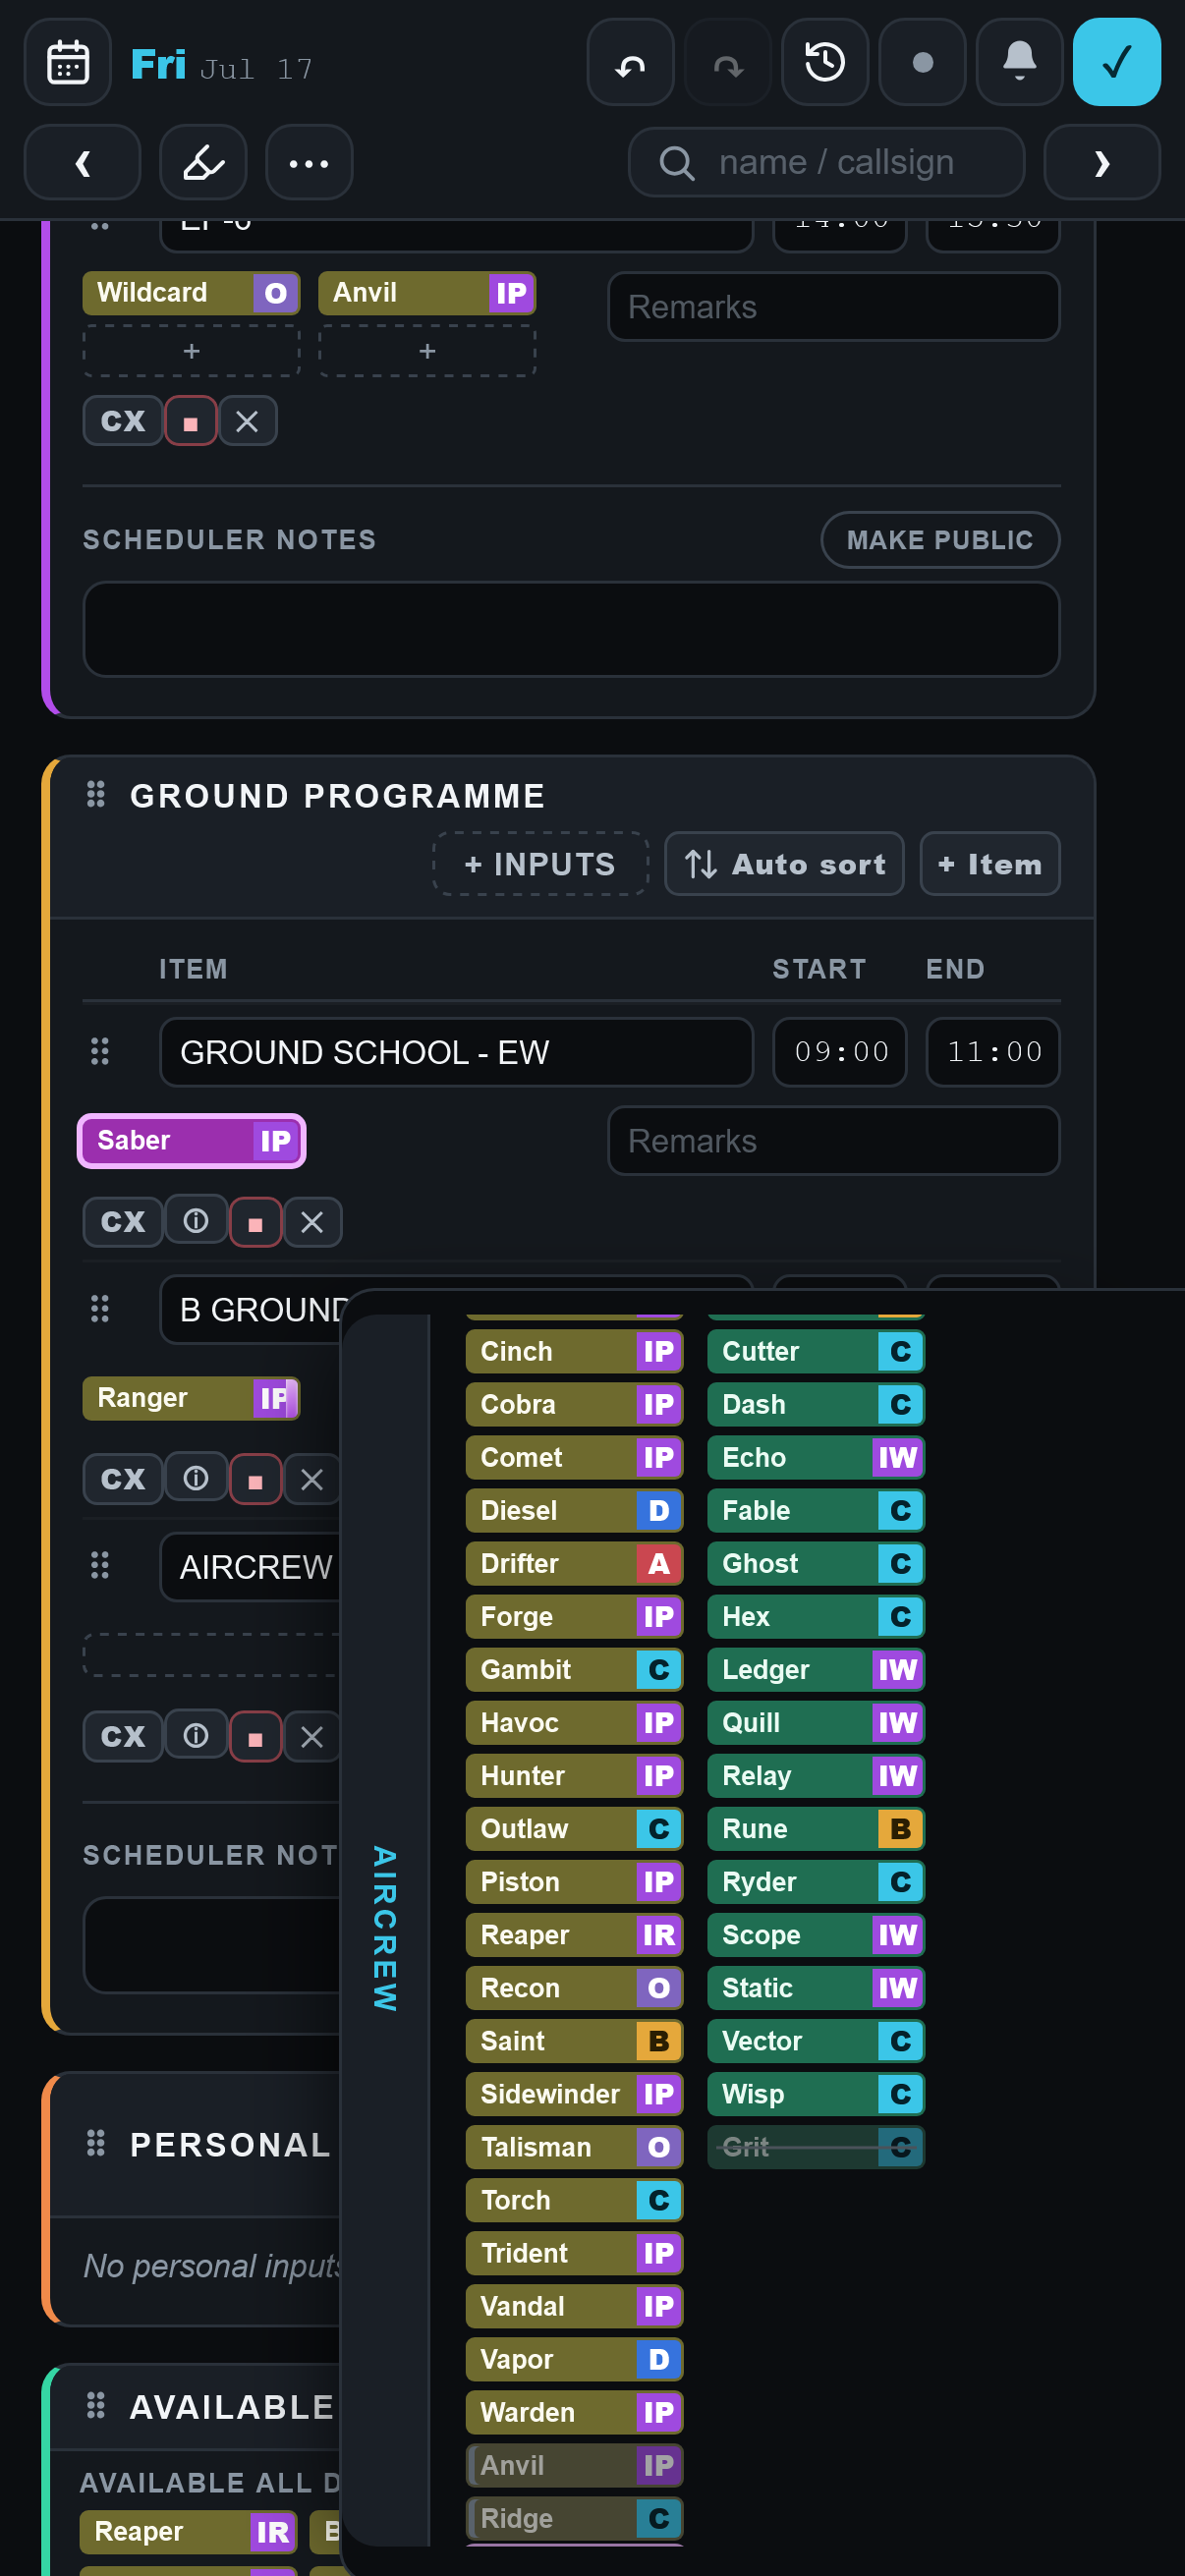 Fri Jul 17
name / callsign
14:00
Wildcard O Anvil IP
Remarks
+ +
CX
SCHEDULER NOTES MAKE PUBLIC
GROUND PROGRAMME
+ INPUTS Auto sort + Item
ITEM START END
GROUND SCHOOL - EW 09:00 11:00
Saber IP Remarks
CX
B GROUND
Ranger IP
CX
AIRCREW
CX
SCHEDULER NOT
PERSONAL
No personal inputs
AVAILABLE
AVAILABLE ALL D
Reaper IR B
AIRCREW
Cinch IP Cutter C
Cobra IP Dash C
Comet IP Echo IW
Diesel D Fable C
Drifter A Ghost C
Forge IP Hex C
Gambit C Ledger IW
Havoc IP Quill IW
Hunter IP Relay IW
Outlaw C Rune B
Piston IP Ryder C
Reaper IR Scope IW
Recon O Static IW
Saint B Vector C
Sidewinder IP Wisp C
Talisman O Grit C
Torch C
Trident IP
Vandal IP
Vapor D
Warden IP
Anvil IP
Ridge C